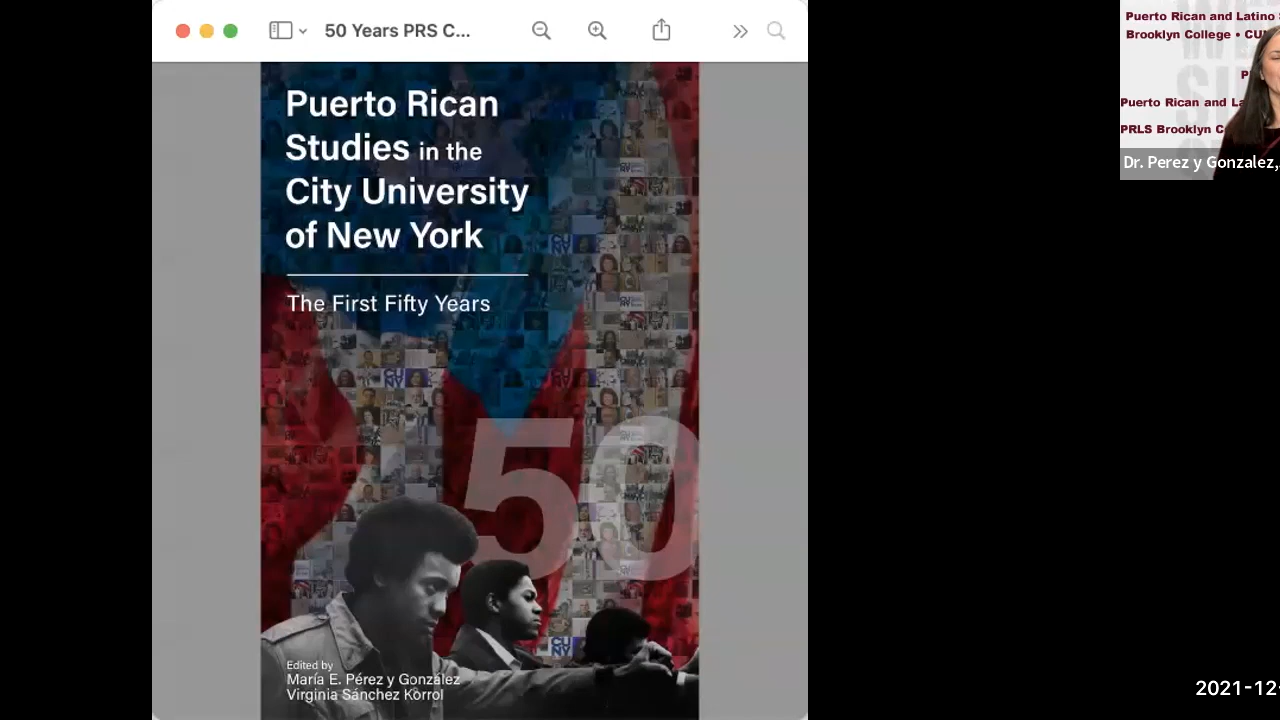 50 Years PRS C...
Puerto Rican
Studies in the
City University
of New York
The First Fifty Years
50
Edited by
María E. Pérez y González
Virginia Sánchez Korrol
Puerto Rican and Latino
Brooklyn College • CU
P
Puerto Rican and La
PRLS Brooklyn C
Dr. Perez y Gonzalez,
2021-12-